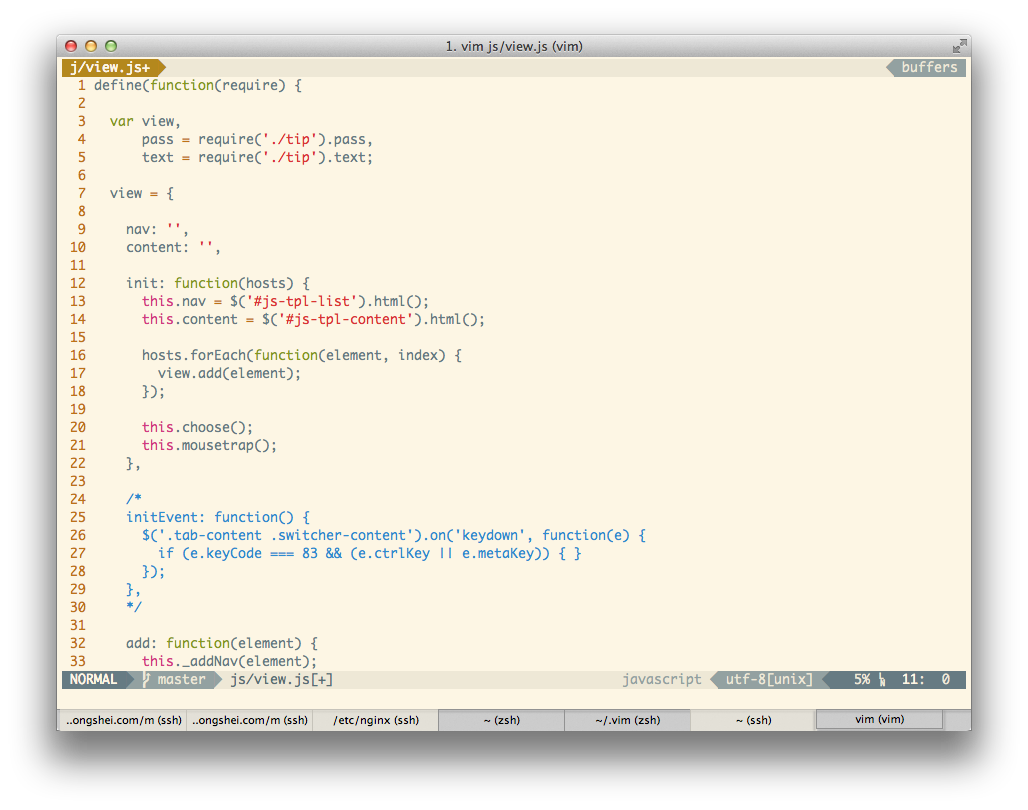 1. vim js/view.js (vim)
j/view.js+ buffers
1 define(function(require) {
2
3   var view,
4       pass = require('./tip').pass,
5       text = require('./tip').text;
6
7   view = {
8
9     nav: '',
10     content: '',
11
12     init: function(hosts) {
13       this.nav = $('#js-tpl-list').html();
14       this.content = $('#js-tpl-content').html();
15
16       hosts.forEach(function(element, index) {
17         view.add(element);
18       });
19
20       this.choose();
21       this.mousetrap();
22     },
23
24     /*
25     initEvent: function() {
26       $('.tab-content .switcher-content').on('keydown', function(e) {
27         if (e.keyCode === 83 && (e.ctrlKey || e.metaKey)) { }
28       });
29     },
30     */
31
32     add: function(element) {
33       this._addNav(element);
NORMAL master js/view.js[+] javascript utf-8[unix] 5% 11: 0
..ongshei.com/m (ssh) ..ongshei.com/m (ssh) /etc/nginx (ssh) ~ (zsh) ~/.vim (zsh) ~ (ssh) vim (vim)